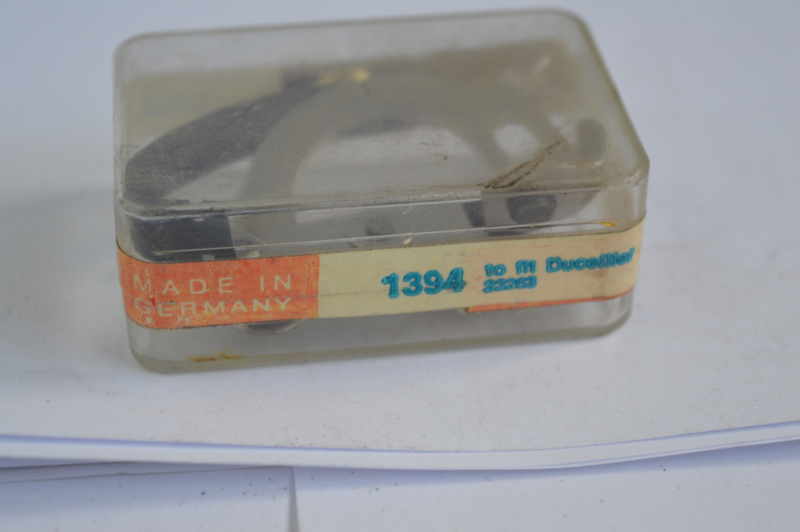 MADE IN
GERMANY
1394
to fit Ducellier